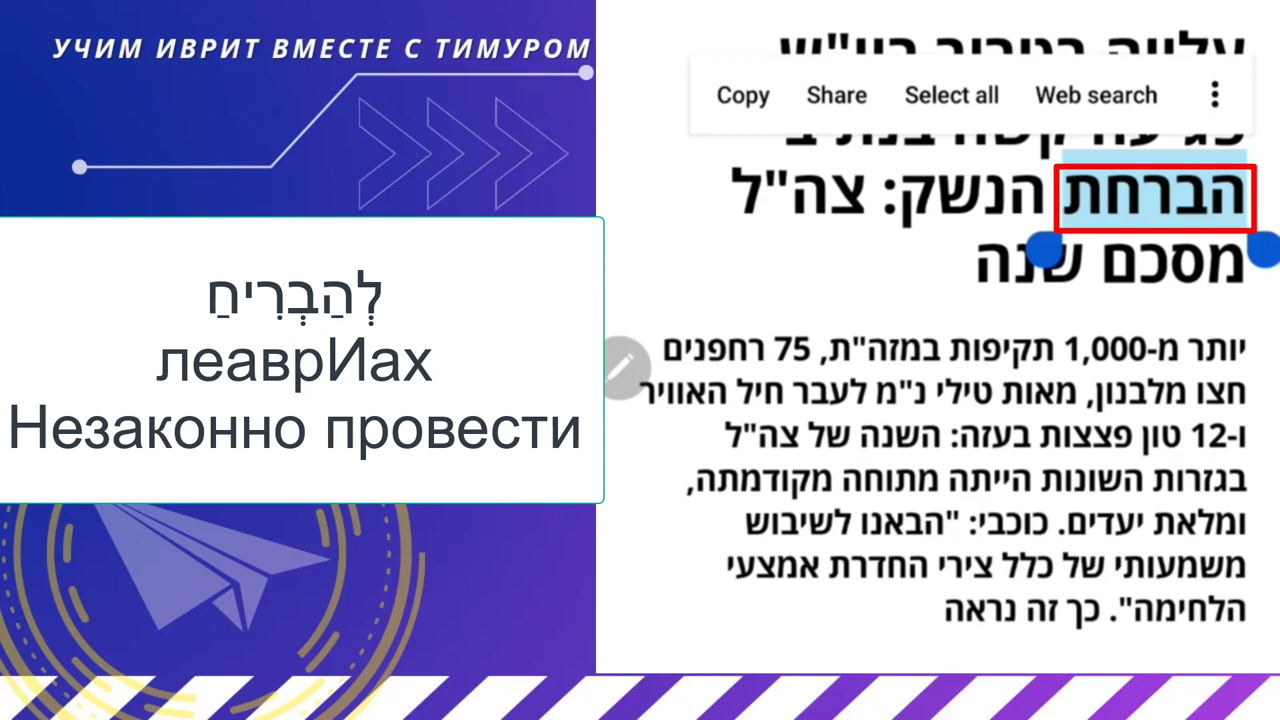 УЧИМ ИВРИТ ВМЕСТЕ С ТИМУРОМ
לְהַבְרִיחַ
леаврИах
Незаконно провести
Copy Share Select all Web search
הברחת הנשק: צה"ל
מסכם שנה
יותר מ-1,000 תקיפות במזה"ת, 75 רחפנים
חצו מלבנון, מאות טילי נ"מ לעבר חיל האוויר
ו-12 טון פצצות בעזה: השנה של צה"ל
בגזרות השונות הייתה מתוחה מקודמתה,
ומלאת יעדים. כוכבי: "הבאנו לשיבוש
משמעותי של כלל צירי החדרת אמצעי
הלחימה". כך זה נראה